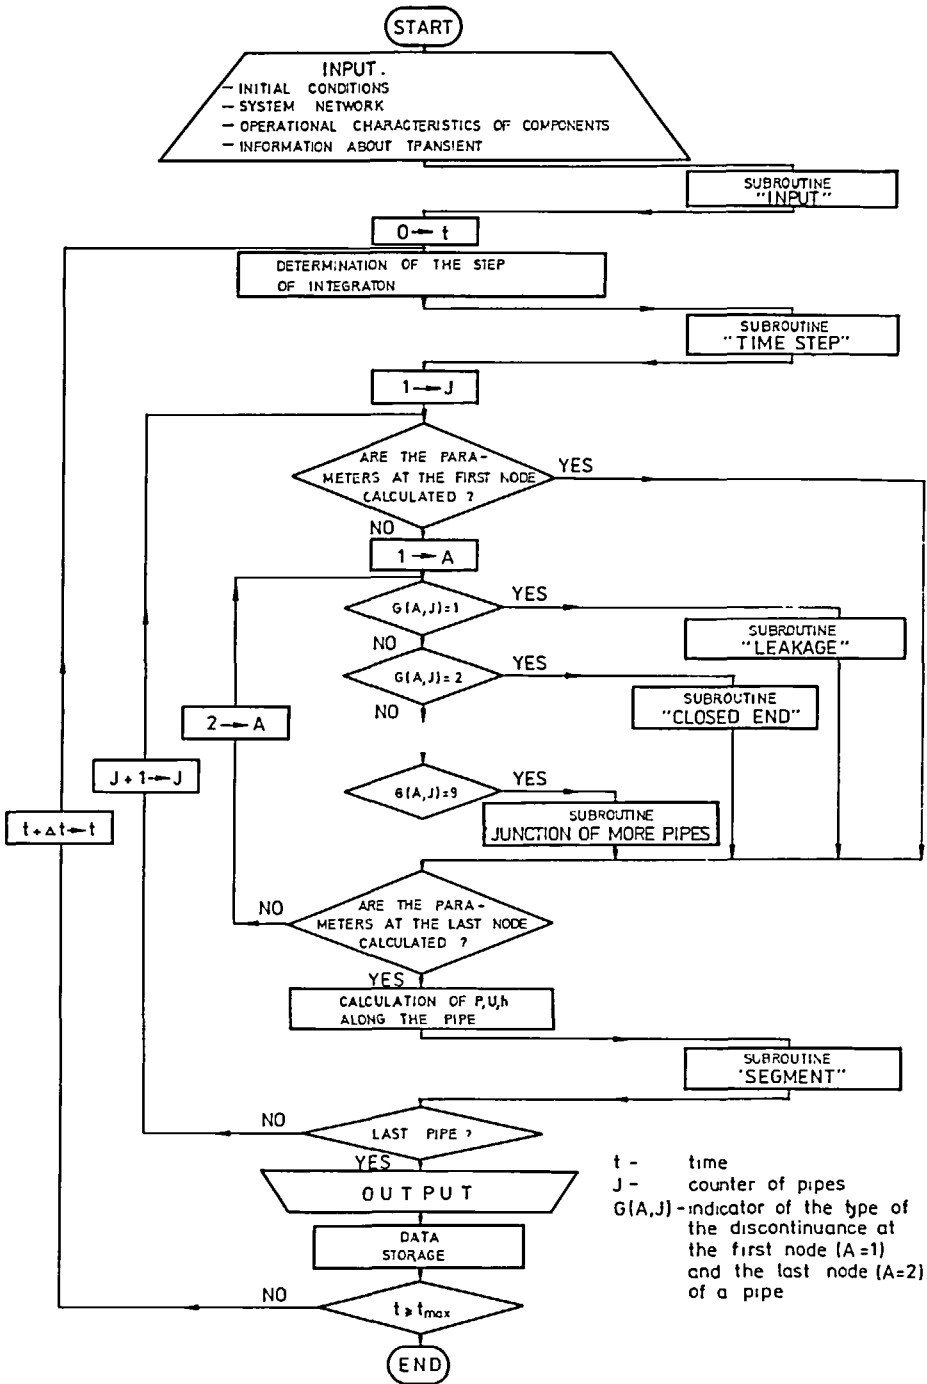 START
INPUT.
- INITIAL CONDITIONS
- SYSTEM NETWORK
- OPERATIONAL CHARACTERISTICS OF COMPONENTS
- INFORMATION ABOUT TRANSIENT
SUBROUTINE
"INPUT"
0 → t
DETERMINATION OF THE STEP
OF INTEGRATON
SUBROUTINE
"TIME STEP"
1 → J
ARE THE PARA-
METERS AT THE FIRST NODE
CALCULATED ?
YES
NO
1 → A
G(A,J)=1
YES
SUBROUTINE
"LEAKAGE"
NO
G(A,J)=2
YES
SUBROUTINE
"CLOSED END"
NO
2 → A
J+1→J
t+Δt→t
G(A,J)=9
YES
SUBROUTINE
JUNCTION OF MORE PIPES
ARE THE PARA-
METERS AT THE LAST NODE
CALCULATED ?
NO
YES
CALCULATION OF P,U,h
ALONG THE PIPE
SUBROUTINE
"SEGMENT"
LAST PIPE ?
NO
YES
OUTPUT
DATA
STORAGE
t ≥ tmax
NO
END
t - time
J - counter of pipes
G(A,J) - indicator of the type of
the discontinuance at
the first node (A=1)
and the last node (A=2)
of a pipe